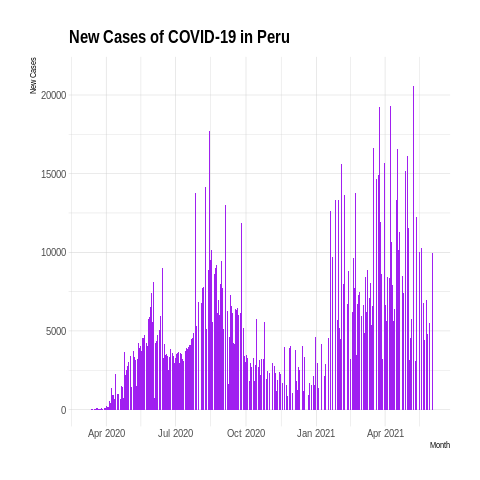 New Cases of COVID-19 in Peru
New Cases
20000
15000
10000
5000
0
Apr 2020 Jul 2020 Oct 2020 Jan 2021 Apr 2021
Month